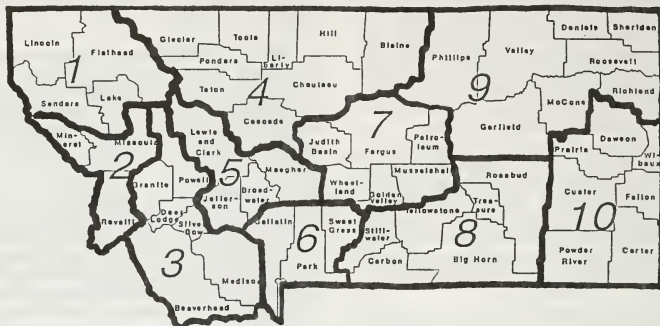 Lincoln
Flathead
1
Sanders
Lake
Glacier
Toole
Hill
Blaine
Pondera
Liberty
Teton
4
Chouteau
Cascade
Phillips
Valley
Daniels
Sheridan
Roosevelt
9
Richland
McCone
Garfield
Mineral
Missoula
2
Ravalli
Lewis and Clark
5
Powell
Granite
Meagher
Broadwater
Jefferson
Deer Lodge
Silver Bow
3
Madison
Beaverhead
7
Judith Basin
Fergus
Petroleum
Wheatland
Golden Valley
Musselshell
Gallatin
6
Park
Sweet Grass
Stillwater
Yellowstone
Treasure
Rosebud
8
Carbon
Big Horn
Prairie
Dawson
Wibaux
Custer
Fallon
10
Powder River
Carter